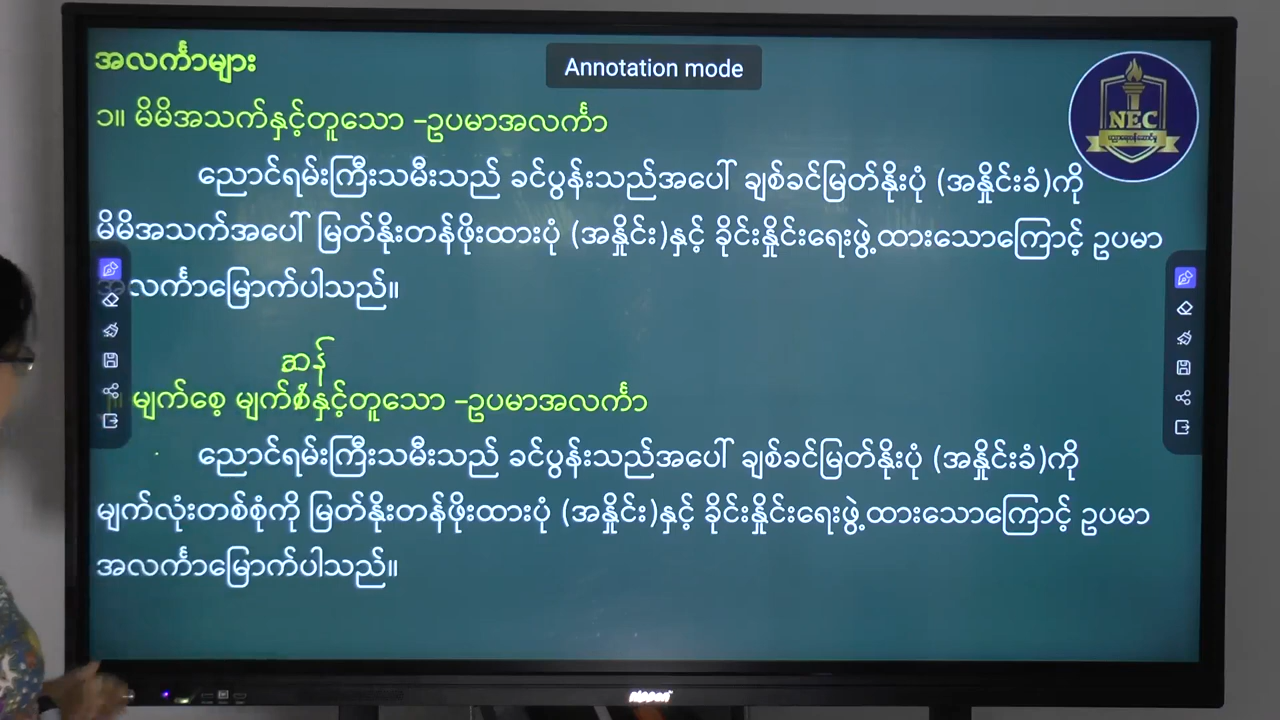 အလင်္ကာများ
Annotation mode
၁။ မိမိအသက်နှင့်တူသော -ဥပမာအလင်္ကာ
NEC
ညောင်ရမ်းကြီးသမီးသည် ခင်ပွန်းသည်အပေါ် ချစ်ခင်မြတ်နိုးပုံ (အနှိုင်းခံ)ကို
မိမိအသက်အပေါ် မြတ်နိုးတန်ဖိုးထားပုံ (အနှိုင်း)နှင့် ခိုင်းနှိုင်းရေးဖွဲ့ထားသောကြောင့် ဥပမာ
အလင်္ကာမြောက်ပါသည်။
ဆန်
မျက်စေ့ မျက်စံနှင့်တူသော -ဥပမာအလင်္ကာ
ညောင်ရမ်းကြီးသမီးသည် ခင်ပွန်းသည်အပေါ် ချစ်ခင်မြတ်နိုးပုံ (အနှိုင်းခံ)ကို
မျက်လုံးတစ်စုံကို မြတ်နိုးတန်ဖိုးထားပုံ (အနှိုင်း)နှင့် ခိုင်းနှိုင်းရေးဖွဲ့ထားသောကြောင့် ဥပမာ
အလင်္ကာမြောက်ပါသည်။